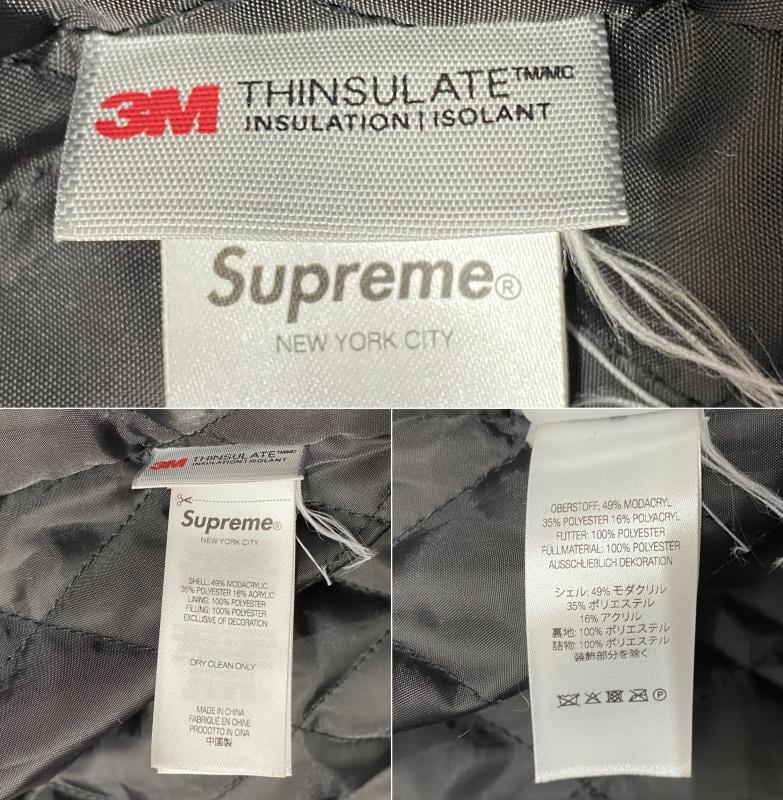 3M THINSULATE™/MC
INSULATION | ISOLANT
Supreme®
NEW YORK CITY
3M THINSULATE™/MC
INSULATION | ISOLANT
Supreme®
NEW YORK CITY
SHELL: 49% MODACRYLIC
35% POLYESTER 16% ACRYLIC
LINING: 100% POLYESTER
FILLING: 100% POLYESTER
EXCLUSIVE OF DECORATION
DRY CLEAN ONLY
MADE IN CHINA
FABRIQUÉ EN CHINE
PRODOTTO IN CINA
中国製
OBERSTOFF: 49% MODACRYL
35% POLYESTER 16% POLYACRYL
FUTTER: 100% POLYESTER
FÜLLMATERIAL: 100% POLYESTER
AUSSCHLIEßLICH DEKORATION
シェル: 49% モダクリル
35% ポリエステル
16% アクリル
裏地: 100% ポリエステル
詰物: 100% ポリエステル
装飾部分を除く
P